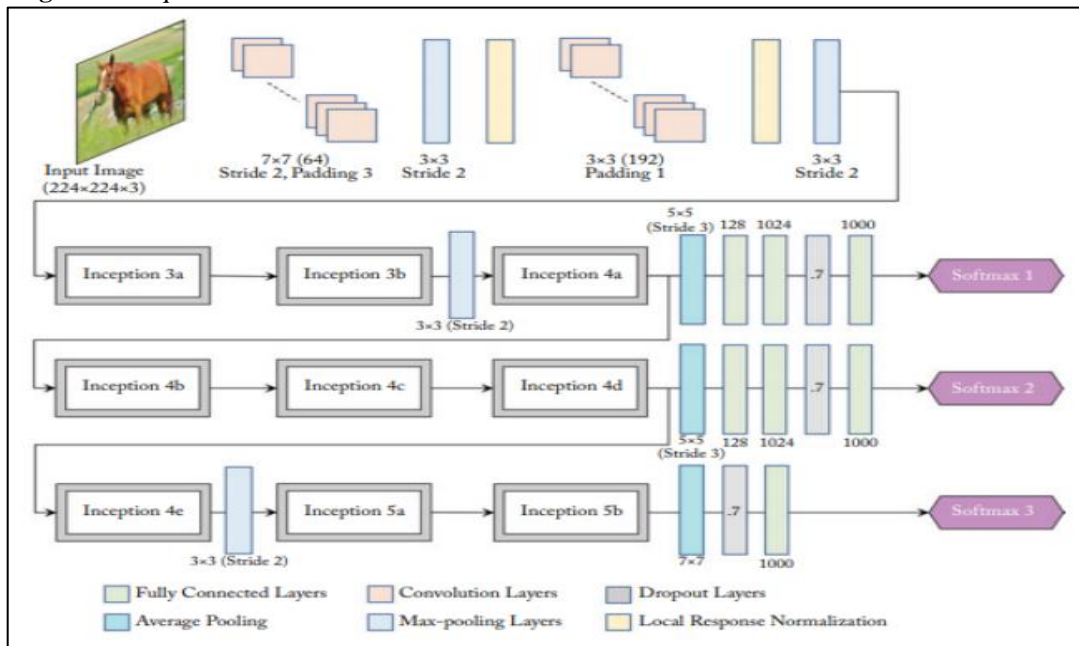 7×7 (64)
Stride 2, Padding 3
3×3
Stride 2
3×3 (192)
Padding 1
3×3
Stride 2
Input Image
(224×224×3)
5×5
(Stride 3)
128
1024
1000
Inception 3a
Inception 3b
Inception 4a
.7
Softmax 1
3×3 (Stride 2)
Inception 4b
Inception 4c
Inception 4d
.7
Softmax 2
5×5
(Stride 3)
128
1024
1000
Inception 4e
Inception 5a
Inception 5b
.7
Softmax 3
3×3 (Stride 2)
7×7
1000
Fully Connected Layers
Convolution Layers
Dropout Layers
Average Pooling
Max-pooling Layers
Local Response Normalization